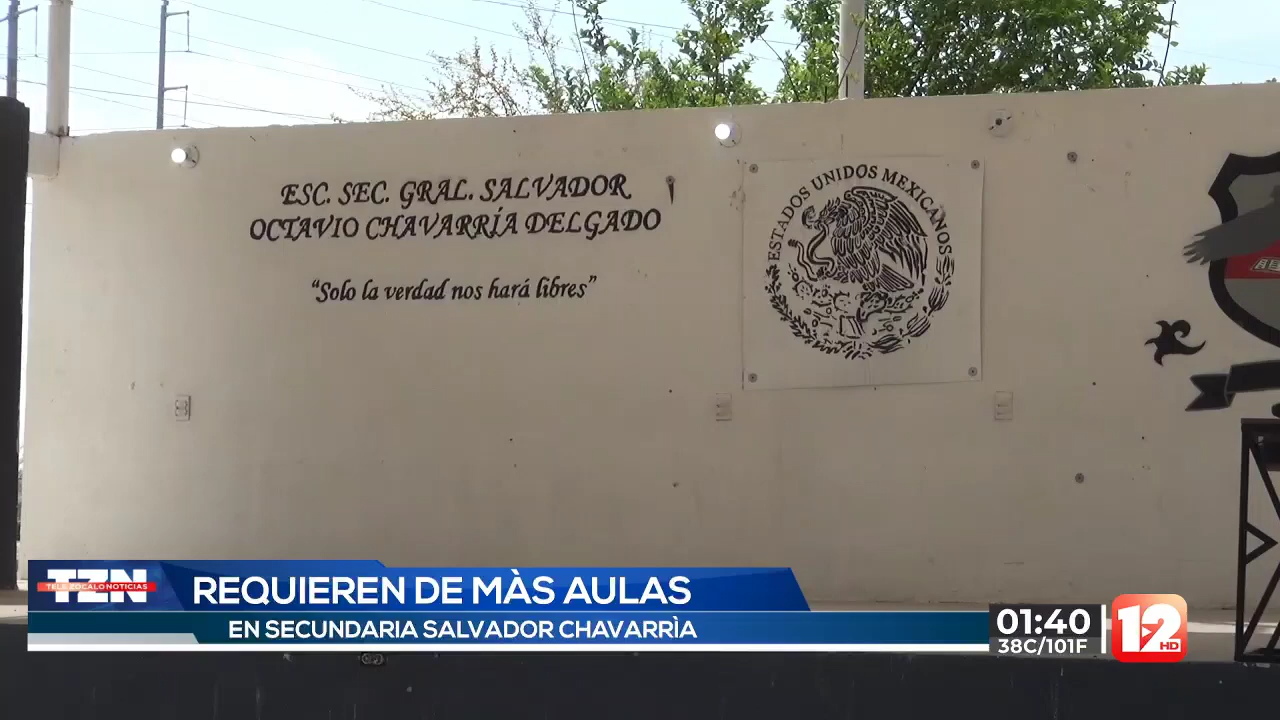 ESC. SEC. GRAL. SALVADOR
OCTAVIO CHAVARRÍA DELGADO
“Solo la verdad nos hará libres”
ESTADOS UNIDOS MEXICANOS
TZN
TELE ZOCALO NOTICIAS
REQUIEREN DE MÀS AULAS
EN SECUNDARIA SALVADOR CHAVARRÌA
01:40
38C/101F
12
HD